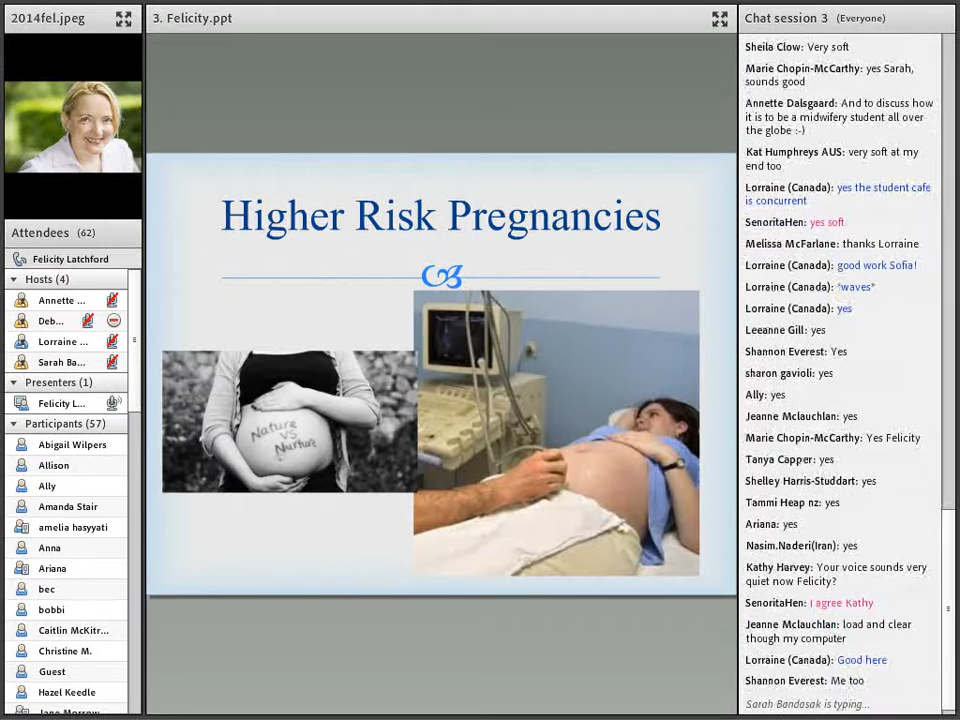 2014fel.jpeg
Attendees (62)
Felicity Latchford
Hosts (4)
Annette ...
Deb...
Lorraine ...
Sarah Ba...
Presenters (1)
Felicity L...
Participants (57)
Abigail Wilpers
Allison
Ally
Amanda Stair
amelia hasyyati
Anna
Ariana
bec
bobbi
Caitlin McKitr...
Christine M.
Guest
Hazel Keedle
3. Felicity.ppt
Higher Risk Pregnancies
Nature
VS
Nurture
Chat session 3 (Everyone)
Sheila Clow: Very soft
Marie Chopin-McCarthy: yes Sarah,
sounds good
Annette Dalsgaard: And to discuss how
it is to be a midwifery student all over
the globe :-)
Kat Humphreys AUS: very soft at my
end too
Lorraine (Canada): yes the student cafe
is concurrent
SenoritaHen: yes soft
Melissa McFarlane: thanks Lorraine
Lorraine (Canada): good work Sofia!
Lorraine (Canada): *waves*
Lorraine (Canada): yes
Leeanne Gill: yes
Shannon Everest: Yes
sharon gavioli: yes
Ally: yes
Jeanne Mclauchlan: yes
Marie Chopin-McCarthy: Yes Felicity
Tanya Capper: yes
Shelley Harris-Studdart: yes
Tammi Heap nz: yes
Ariana: yes
Nasim.Naderi(Iran): yes
Kathy Harvey: Your voice sounds very
quiet now Felicity?
SenoritaHen: I agree Kathy
Jeanne Mclauchlan: load and clear
though my computer
Lorraine (Canada): Good here
Shannon Everest: Me too
Sarah Bandasak is typing...